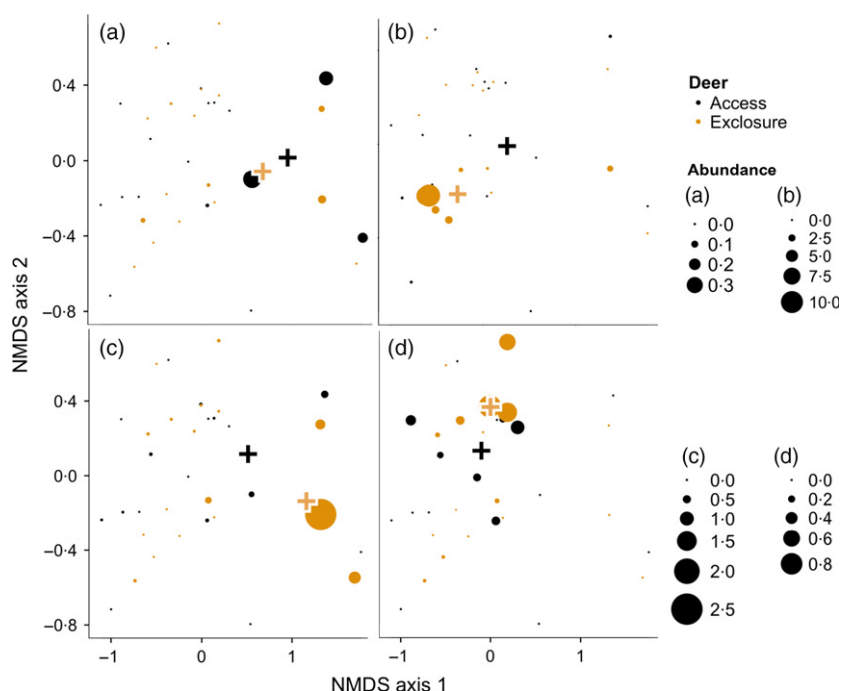 (a)
(b)
0·4
0·0
−0·4
−0·8
NMDS axis 2
(c)
(d)
0·4
0·0
−0·4
−0·8
−1
0
1
−1
0
1
NMDS axis 1
Deer
Access
Exclosure
Abundance
(a)
0·0
0·1
0·2
0·3
(b)
0·0
2·5
5·0
7·5
10·0
(c)
0·0
0·5
1·0
1·5
2·0
2·5
(d)
0·0
0·2
0·4
0·6
0·8